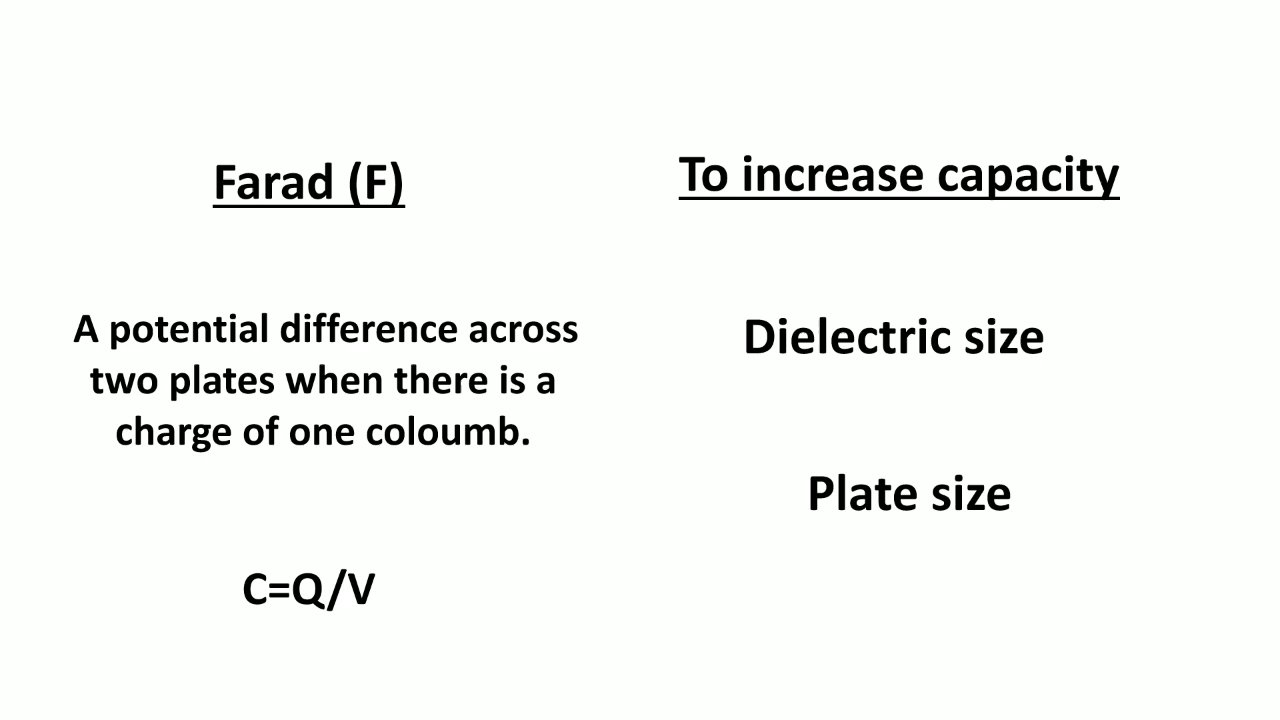 Farad (F)
A potential difference across
two plates when there is a
charge of one coloumb.
C=Q/V
To increase capacity
Dielectric size
Plate size